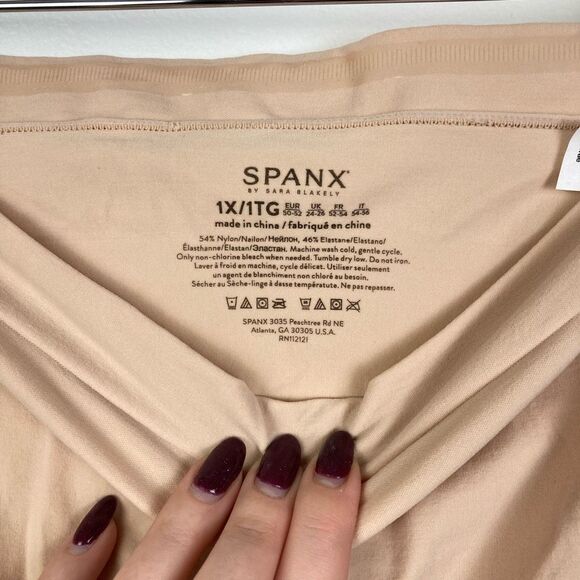 SPANX®
BY SARA BLAKELY
1X/1TG EUR 50-52 UK 24-26 FR 52-54 IT 54-56
made in china / fabriqué en chine
54% Nylon/Nailon/Нейлон, 46% Elastane/Elastano/
Élasthanne/Elastan/Эластан. Machine wash cold, gentle cycle.
Only non-chlorine bleach when needed. Tumble dry low. Do not iron.
Laver à froid en machine, cycle délicat. Utiliser seulement
un agent de blanchiment non chloré au besoin.
Sécher au Sèche-linge à dasse température. Ne pas repasser.
SPANX 3035 Peachtree Rd NE
Atlanta, GA 30305 U.S.A.
RN112121